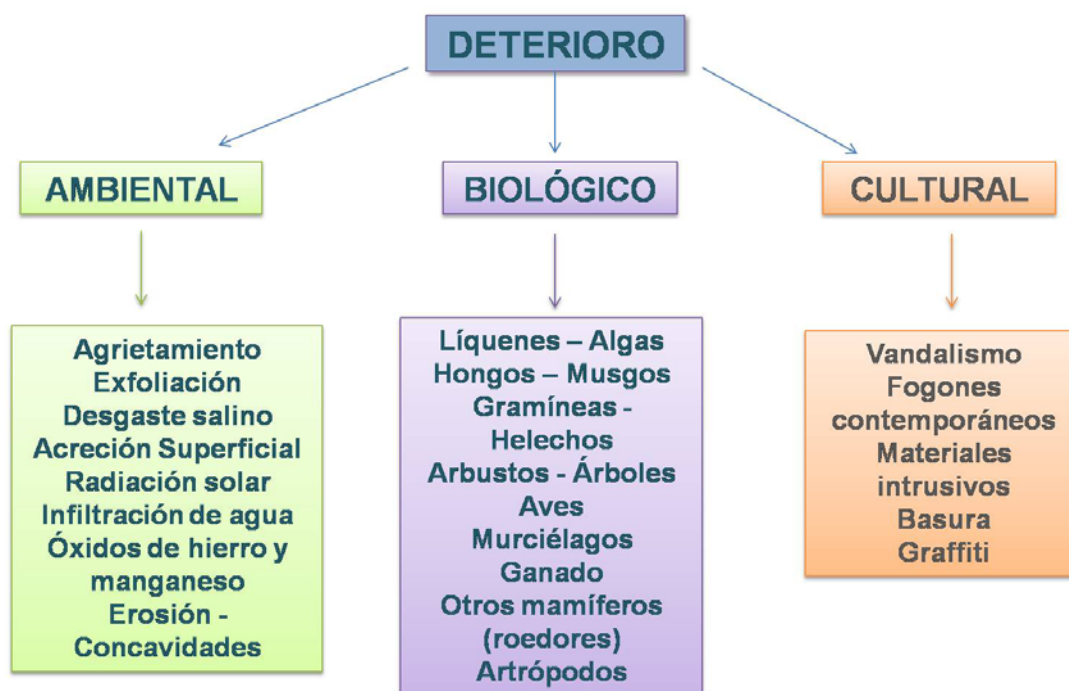 DETERIORO
AMBIENTAL
BIOLÓGICO
CULTURAL
Agrietamiento
Exfoliación
Desgaste salino
Acreción Superficial
Radiación solar
Infiltración de agua
Óxidos de hierro y
manganeso
Erosión -
Concavidades
Líquenes – Algas
Hongos – Musgos
Gramíneas -
Helechos
Arbustos - Árboles
Aves
Murciélagos
Ganado
Otros mamíferos
(roedores)
Artrópodos
Vandalismo
Fogones
contemporáneos
Materiales
intrusivos
Basura
Graffiti